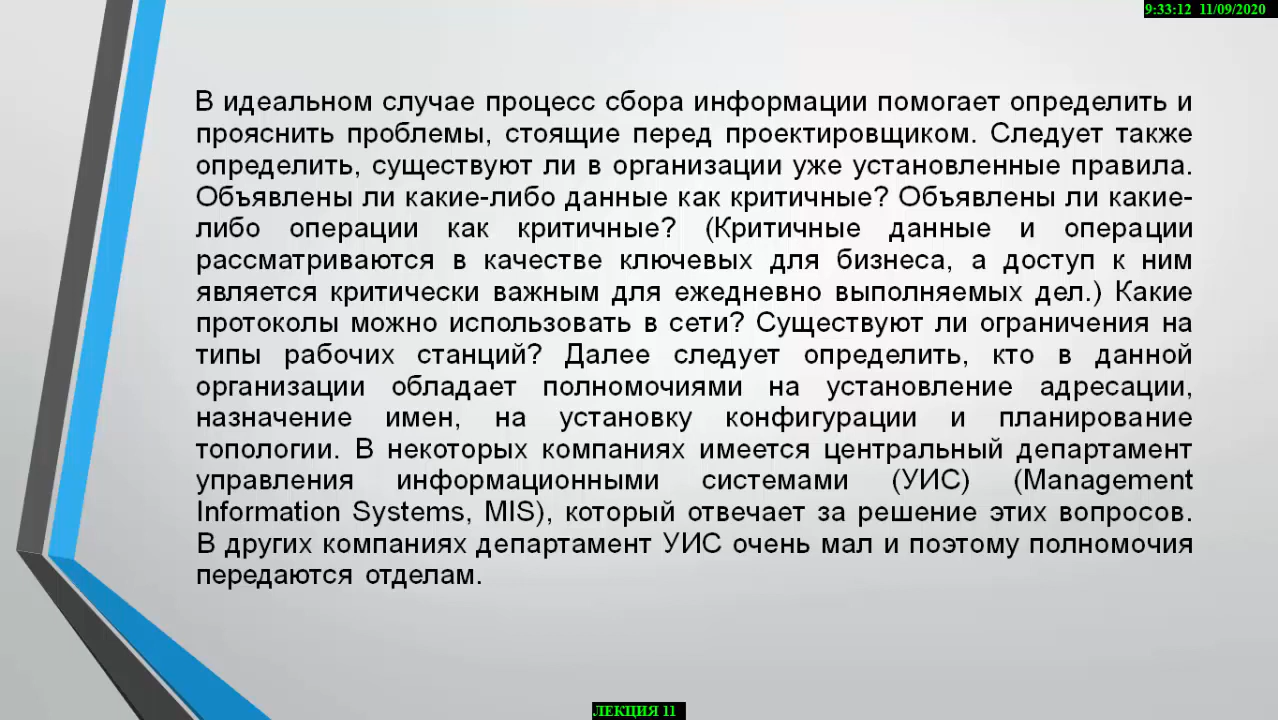 9:33:12 11/09/2020
В идеальном случае процесс сбора информации помогает определить и
прояснить проблемы, стоящие перед проектировщиком. Следует также
определить, существуют ли в организации уже установленные правила.
Объявлены ли какие-либо данные как критичные? Объявлены ли какие-
либо операции как критичные? (Критичные данные и операции
рассматриваются в качестве ключевых для бизнеса, а доступ к ним
является критически важным для ежедневно выполняемых дел.) Какие
протоколы можно использовать в сети? Существуют ли ограничения на
типы рабочих станций? Далее следует определить, кто в данной
организации обладает полномочиями на установление адресации,
назначение имен, на установку конфигурации и планирование
топологии. В некоторых компаниях имеется центральный департамент
управления информационными системами (УИС) (Management
Information Systems, MIS), который отвечает за решение этих вопросов.
В других компаниях департамент УИС очень мал и поэтому полномочия
передаются отделам.
ЛЕКЦИЯ 11